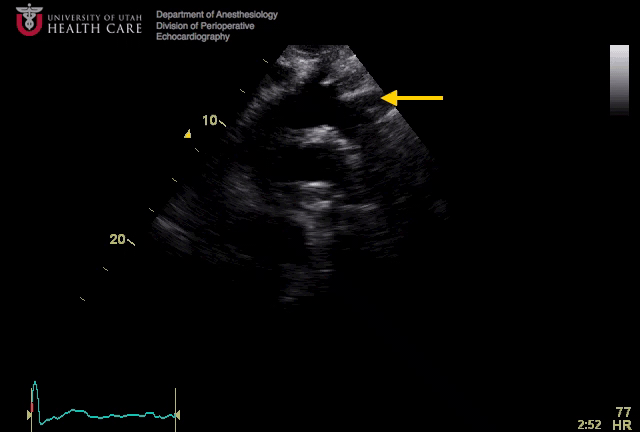 UNIVERSITY OF UTAH
HEALTH CARE
Department of Anesthesiology
Division of Perioperative
Echocardiography
10
20
77
2:52 HR